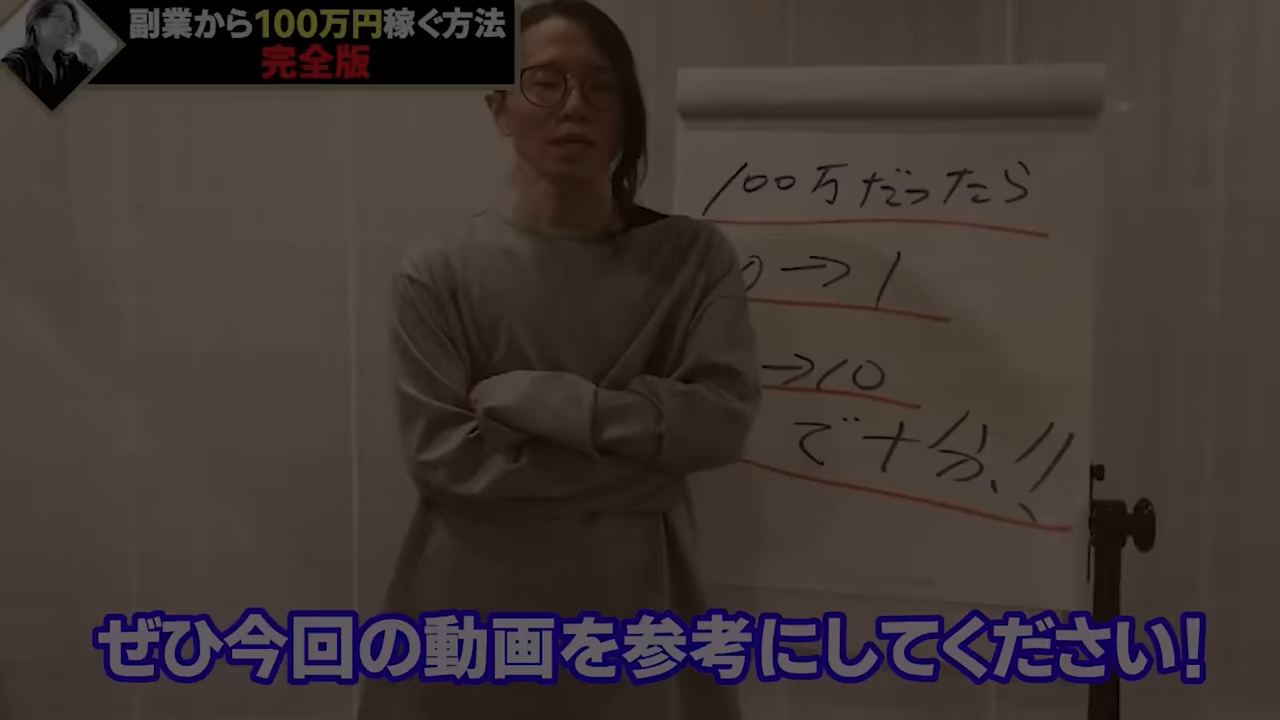 副業から100万円稼ぐ方法
完全版
100万だったら
0→1
→10
で十分!!
ぜひ今回の動画を参考にしてください!